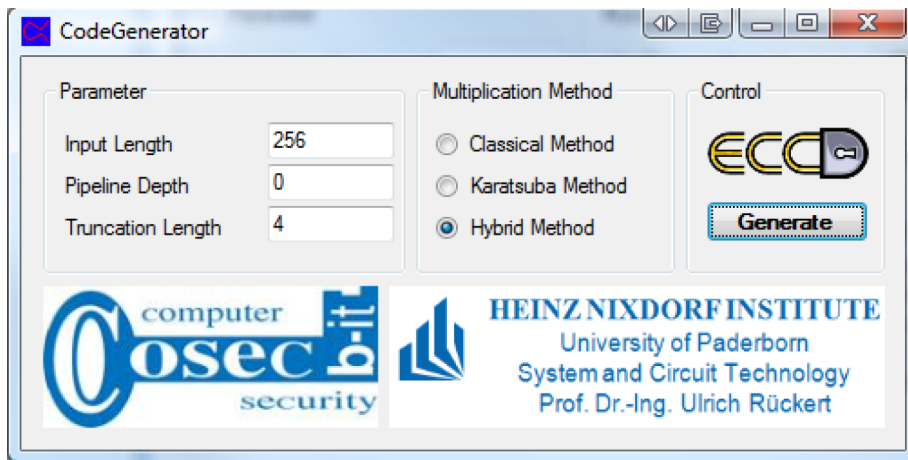 CodeGenerator
Parameter
Input Length 256
Pipeline Depth 0
Truncation Length 4
Multiplication Method
Classical Method
Karatsuba Method
Hybrid Method
Control
ECC
Generate
computer
cosec
b-it
security
HEINZ NIXDORF INSTITUTE
University of Paderborn
System and Circuit Technology
Prof. Dr.-Ing. Ulrich Rückert